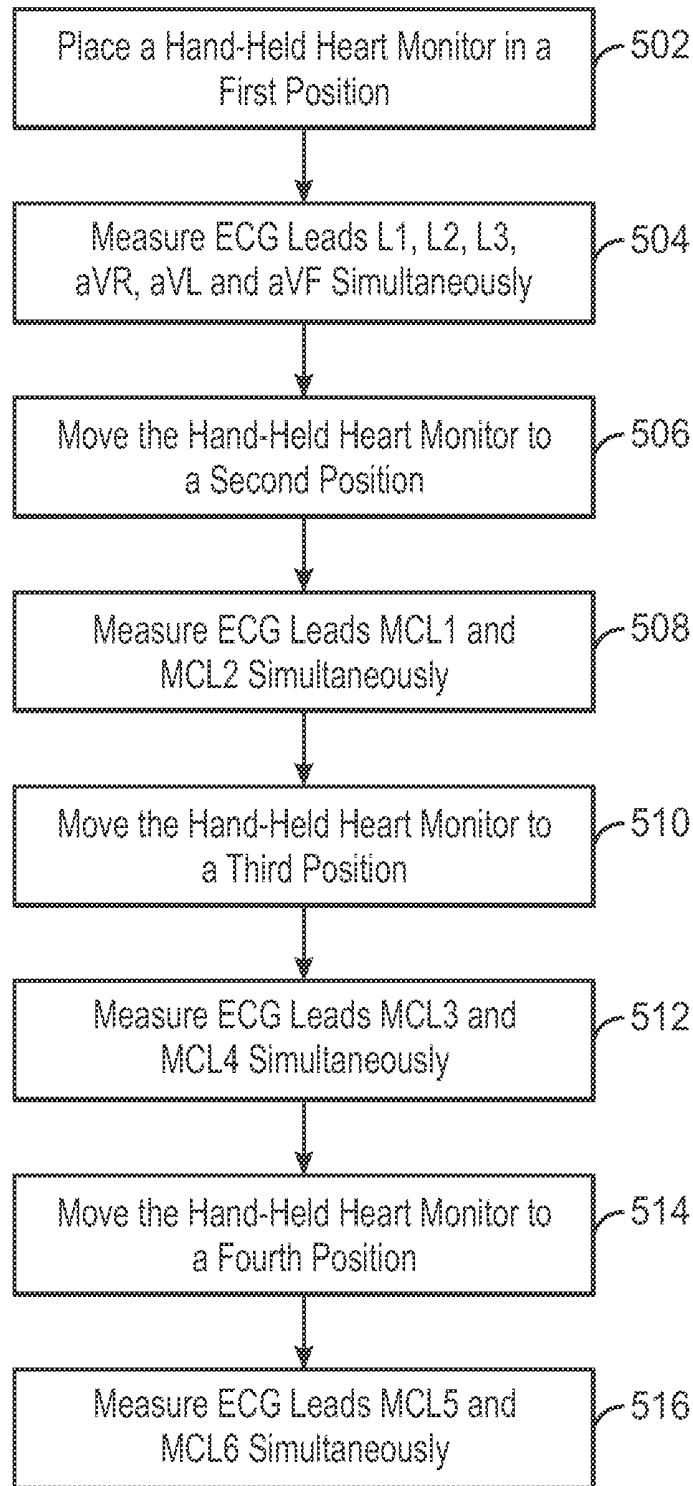 Place a Hand-Held Heart Monitor in a
First Position
502
Measure ECG Leads L1, L2, L3,
aVR, aVL and aVF Simultaneously
504
Move the Hand-Held Heart Monitor to
a Second Position
506
Measure ECG Leads MCL1 and
MCL2 Simultaneously
508
Move the Hand-Held Heart Monitor to
a Third Position
510
Measure ECG Leads MCL3 and
MCL4 Simultaneously
512
Move the Hand-Held Heart Monitor to
a Fourth Position
514
Measure ECG Leads MCL5 and
MCL6 Simultaneously
516